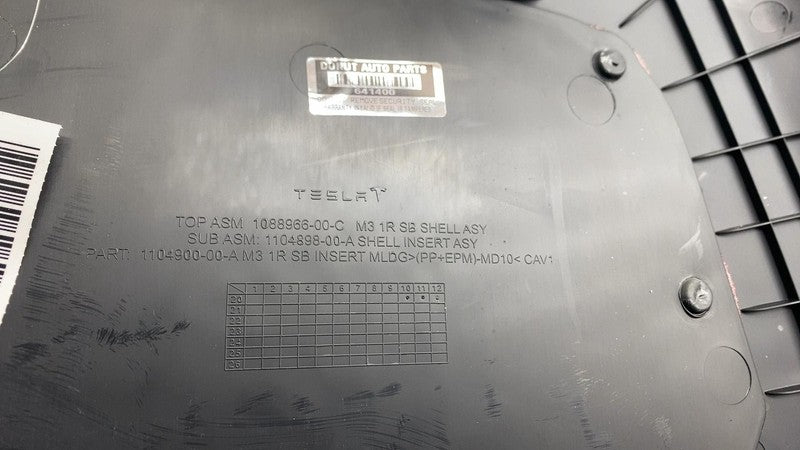 DONUT AUTO PARTS
641406
REMOVE SECURITY SEAL
TESLA
TOP ASM 1088966-00-C M3 1R SB SHELL ASY
SUB ASM: 1104898-00-A SHELL INSERT ASY
PART: 1104900-00-A M3 1R SB INSERT MLDG>(PP+EPM)-MD10< CAV1
1 2 3 4 5 6 7 8 9 10 11 12
20
21
22
23
24
25
26